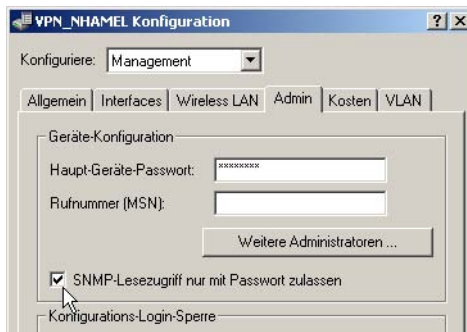 VPN_NHAMEL Konfiguration
Konfiguriere: Management
Allgemein Interfaces Wireless LAN Admin Kosten VLAN
Geräte-Konfiguration
Haupt-Geräte-Passwort: ********
Rufnummer (MSN):
Weitere Administratoren ...
SNMP-Lesezugriff nur mit Passwort zulassen
Konfigurations-Login-Sperre